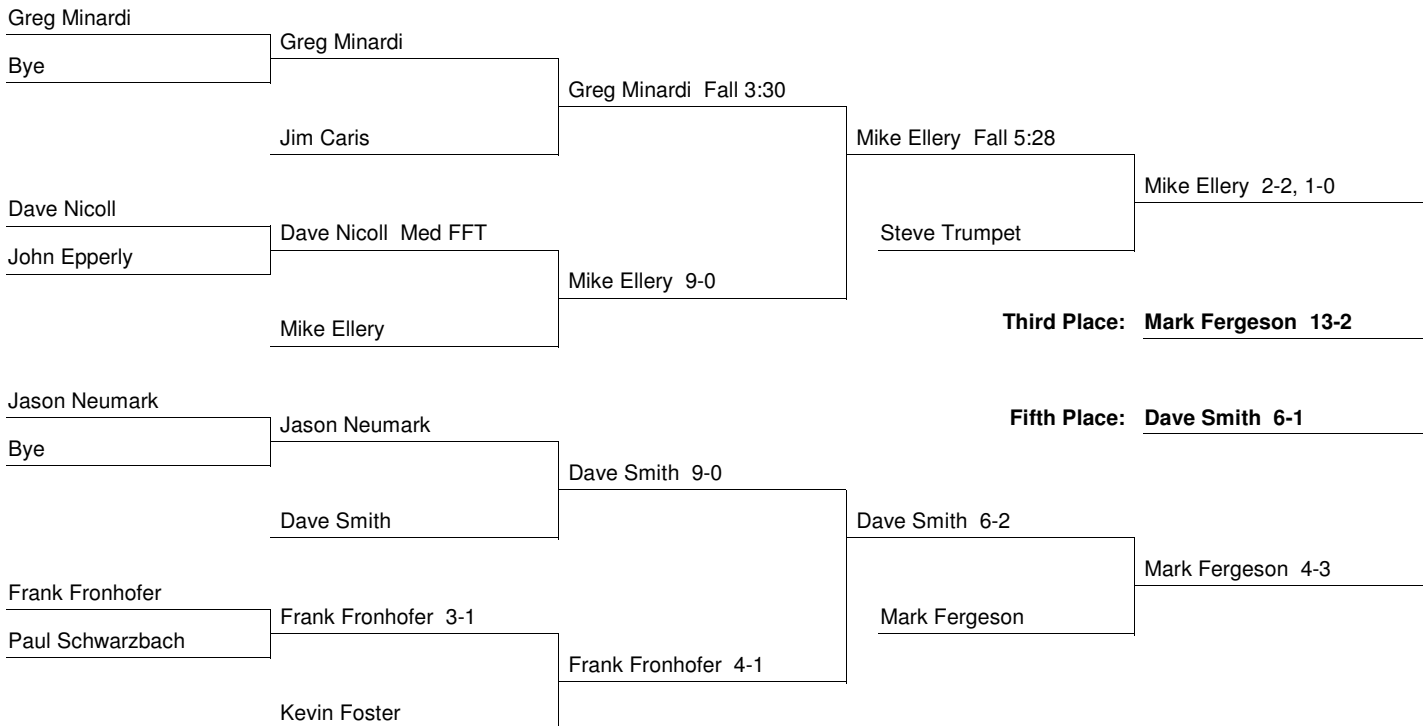 Greg Minardi
Greg Minardi
Bye
Greg Minardi Fall 3:30
Jim Caris
Mike Ellery Fall 5:28
Mike Ellery 2-2, 1-0
Dave Nicoll
Dave Nicoll Med FFT
Steve Trumpet
John Epperly
Mike Ellery 9-0
Mike Ellery
Third Place: Mark Fergeson 13-2
Jason Neumark
Jason Neumark
Fifth Place: Dave Smith 6-1
Bye
Dave Smith 9-0
Dave Smith
Dave Smith 6-2
Mark Fergeson 4-3
Frank Fronhofer
Frank Fronhofer 3-1
Mark Fergeson
Paul Schwarzbach
Frank Fronhofer 4-1
Kevin Foster